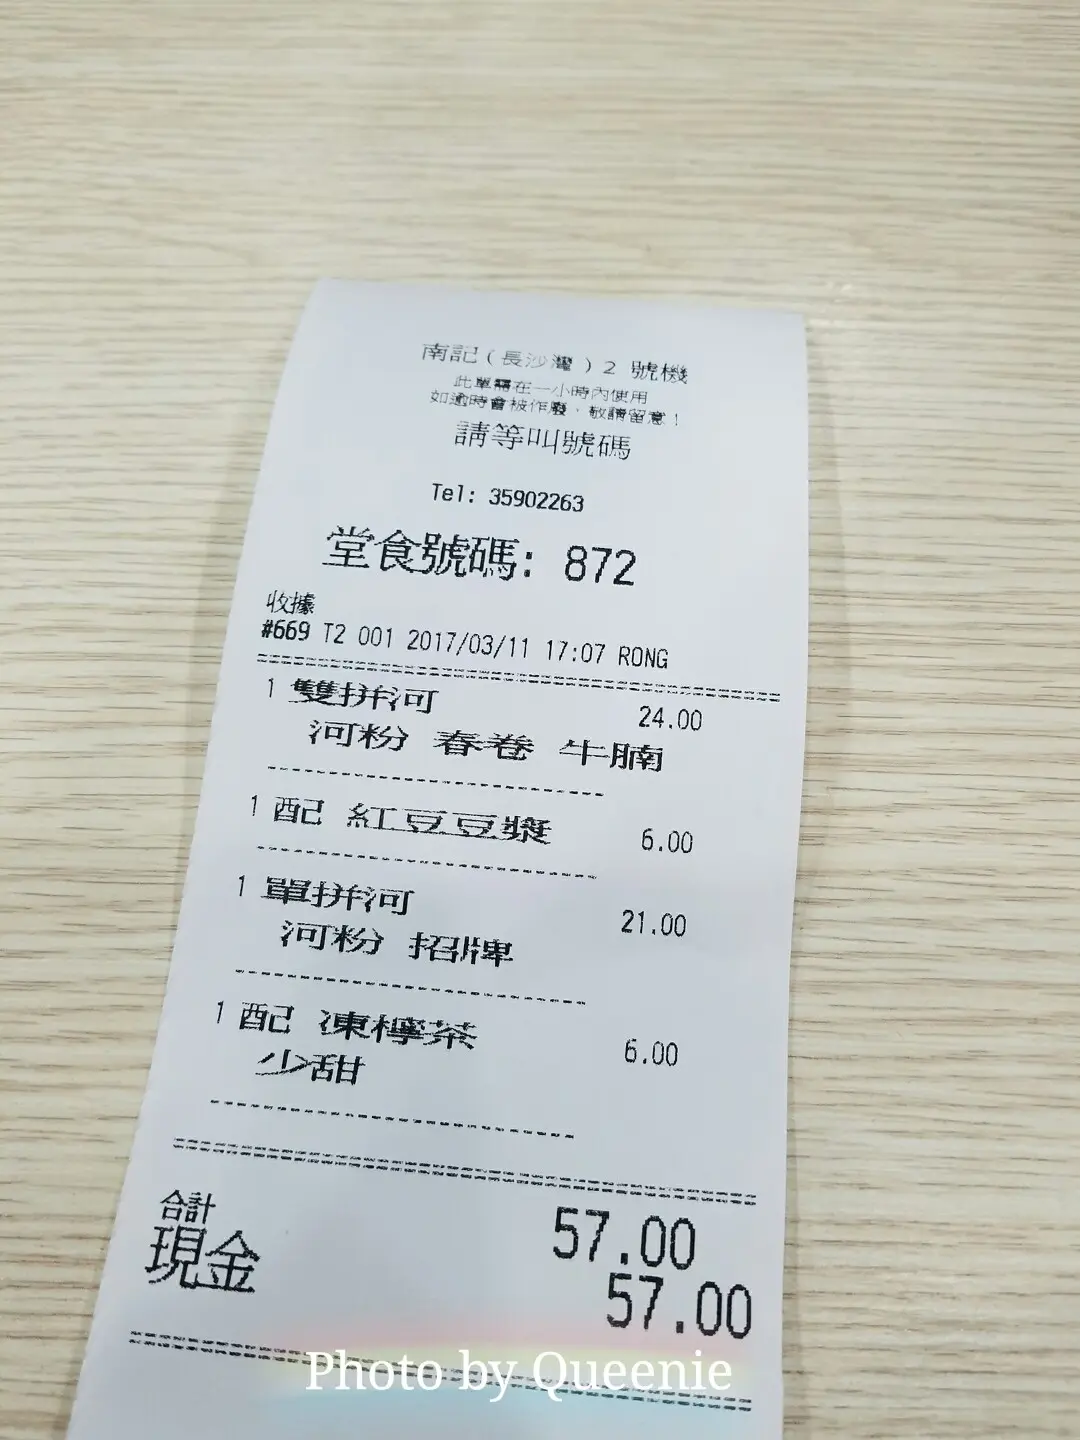 南記(長沙灣)2 號機
此單需在一小時內使用
如逾時會被作廢,敬請留意!
請等叫號碼
Tel: 35902263
堂食號碼: 872
收據
#669 T2 001 2017/03/11 17:07 RONG
1 雙拼河 24.00
河粉 春卷 牛腩
1 配 紅豆豆漿 6.00
1 單拼河 21.00
河粉 招牌
1 配 凍檸茶 6.00
少甜
合計 57.00
現金 57.00
Photo by Queenie